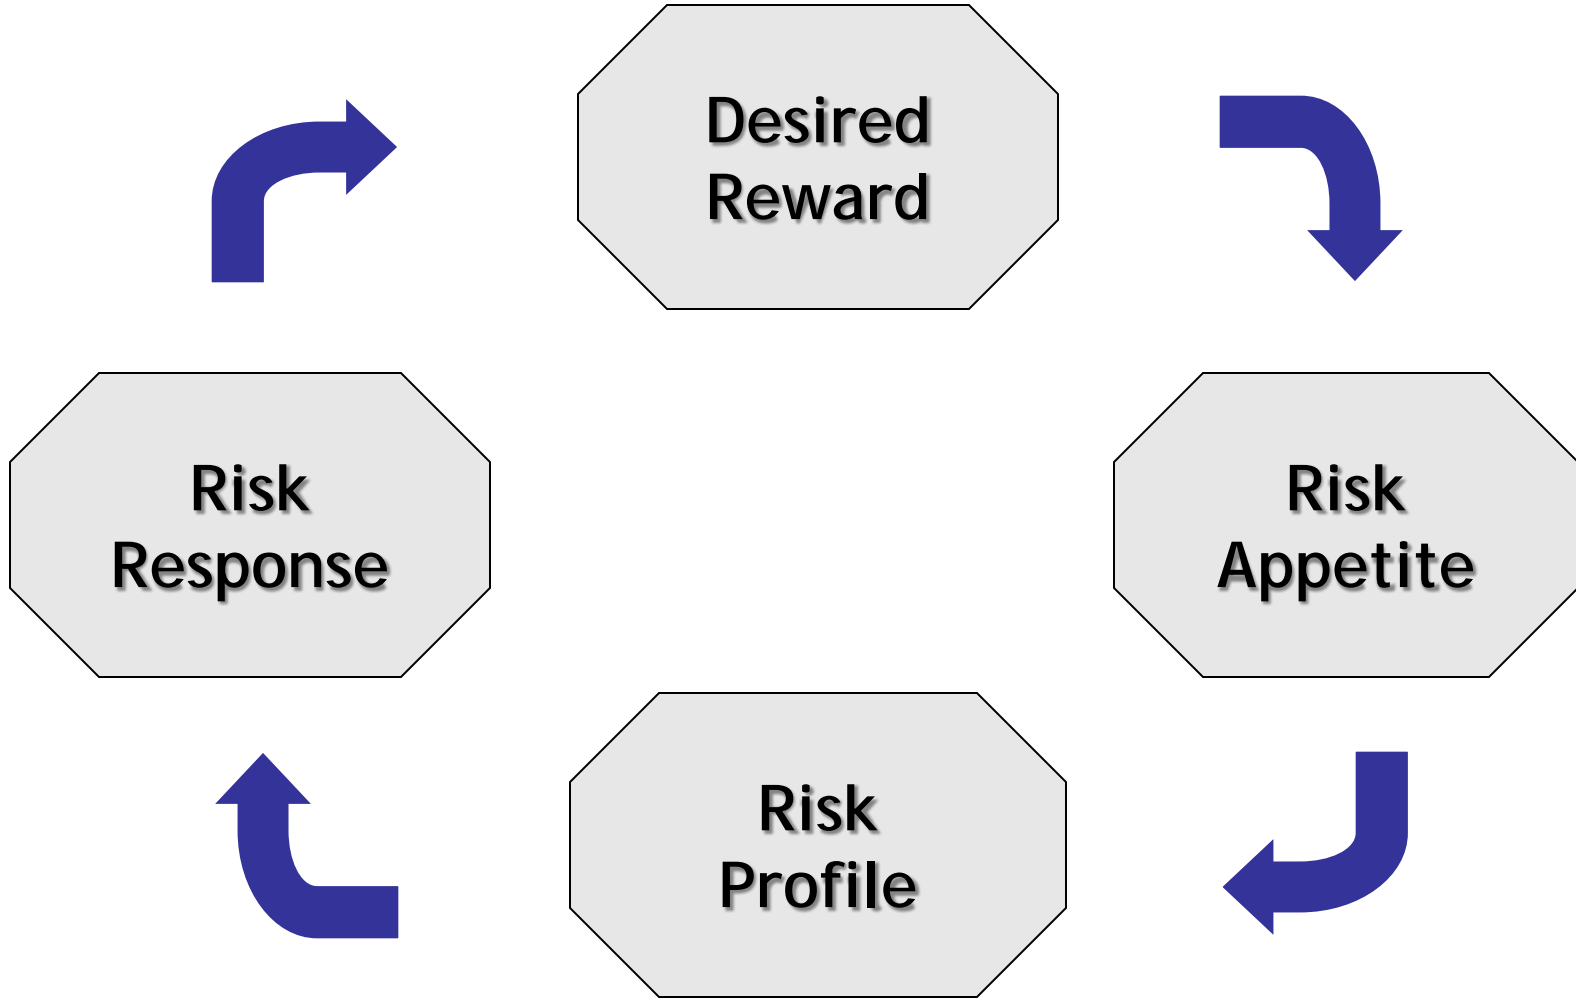 Desired
Reward
Risk
Response
Risk
Appetite
Risk
Profile